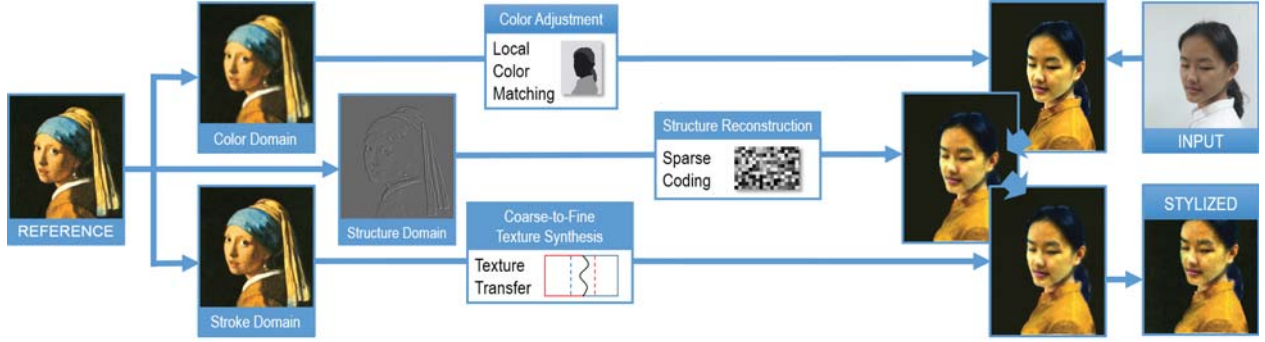 Color Adjustment
Local
Color
Matching
Color Domain
INPUT
Structure Reconstruction
Sparse
Coding
REFERENCE
Structure Domain
STYLIZED
Coarse-to-Fine
Texture Synthesis
Texture
Transfer
Stroke Domain